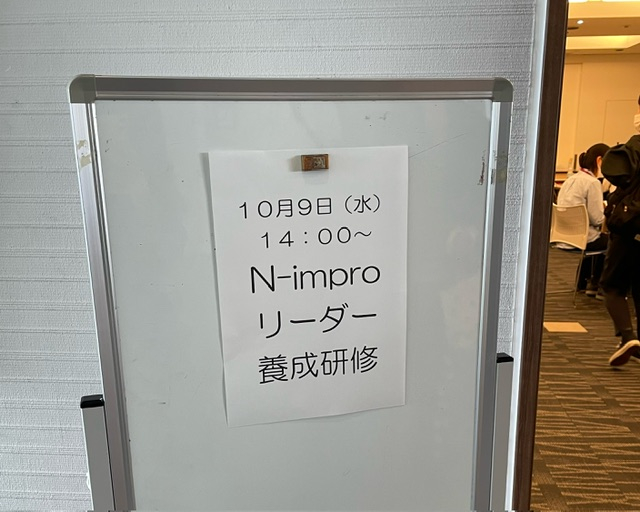 10月9日（水）
14：00～
N-impro
リーダー
養成研修